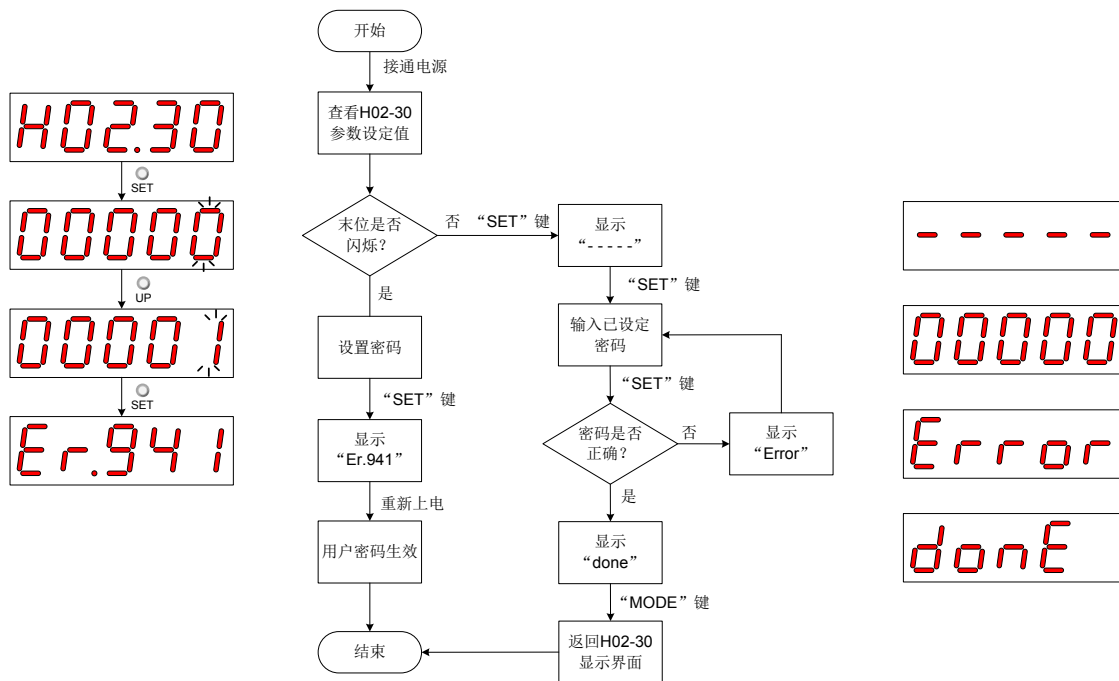 H02.30
SET
00000
UP
00001
SET
Er.941
开始
接通电源
查看H02-30
参数设定值
末位是否
闪烁？
否 “SET”键
是
设置密码
“SET”键
显示
“Er.941”
重新上电
用户密码生效
结束
显示
“-----”
“SET”键
输入已设定
密码
“SET”键
密码是否
正确？
否
显示
“Error”
是
显示
“done”
“MODE”键
返回H02-30
显示界面
-----
00000
Error
donE